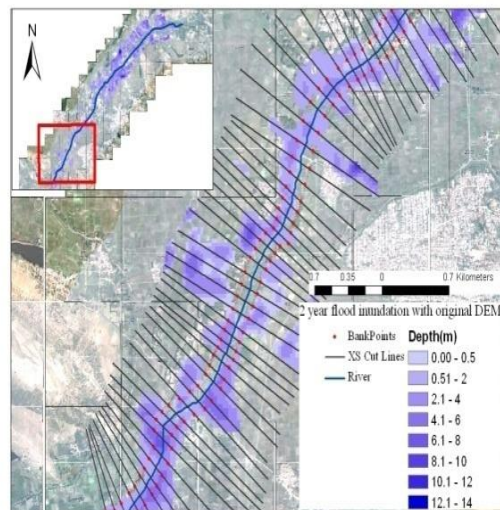 N
0.7 0.35 0 0.7 Kilometers
2 year flood inundation with original DEM
BankPoints
XS Cut Lines
River
Depth(m)
0.00 - 0.5
0.51 - 2
2.1 - 4
4.1 - 6
6.1 - 8
8.1 - 10
10.1 - 12
12.1 - 14